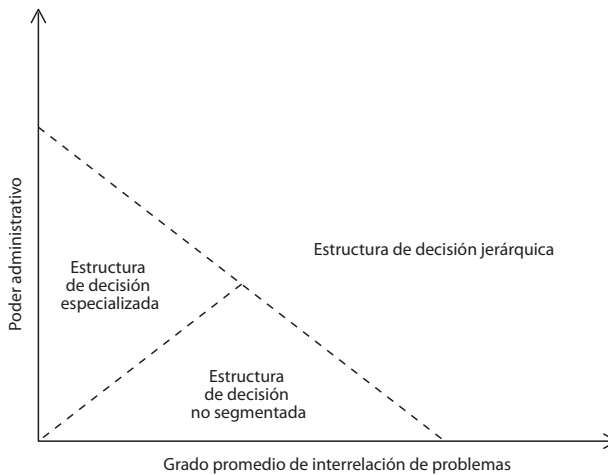 Poder administrativo
Estructura de decisión jerárquica
Estructura
de decisión
especializada
Estructura
de decisión
no segmentada
Grado promedio de interrelación de problemas